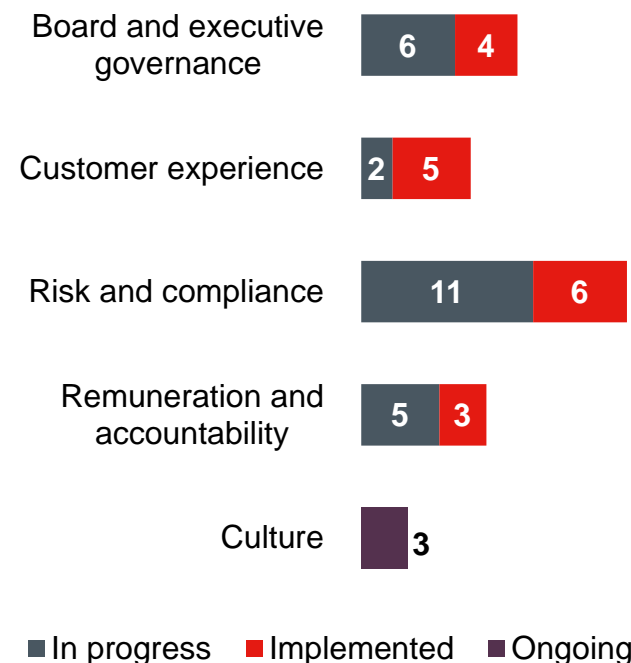 Board and executive
governance
6 4
Customer experience
2 5
Risk and compliance
11 6
Remuneration and
accountability
5 3
Culture
3
In progress Implemented Ongoing